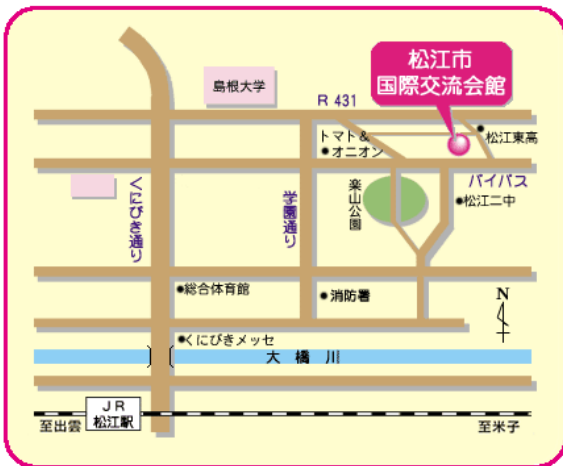 松江市
国際交流会館
島根大学
R 431
トマト&
オニオン
松江東高
バイパス
松江二中
くにびき通り
学園通り
楽山公園
総合体育館
消防署
N
くにびきメッセ
大橋川
JR
松江駅
至出雲
至米子